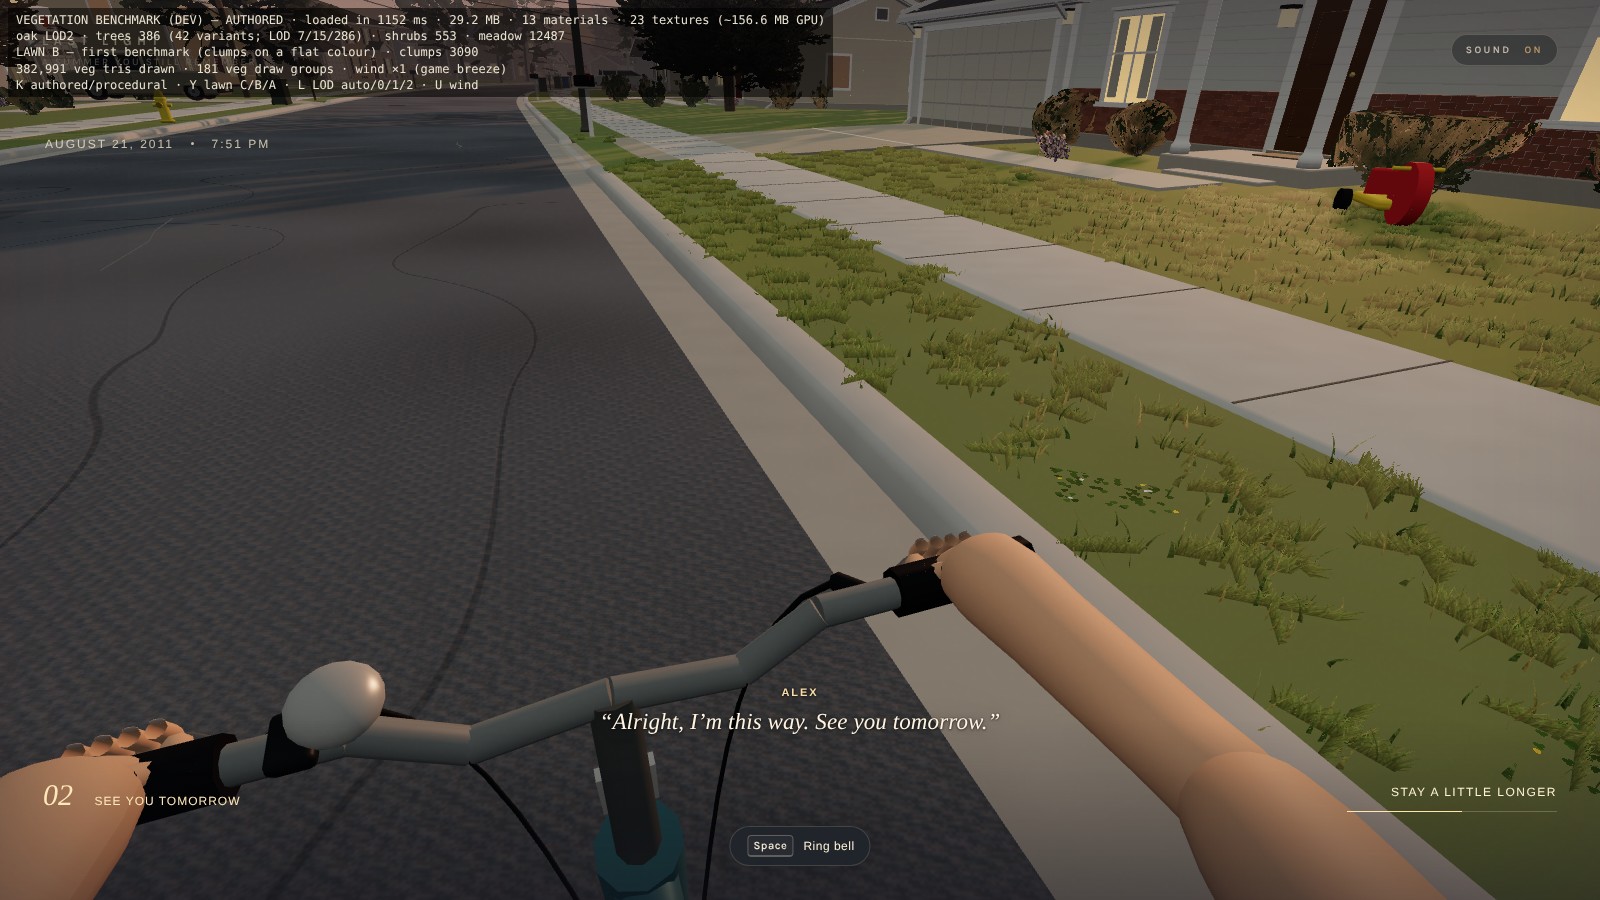 VEGETATION BENCHMARK (DEV) — AUTHORED · loaded in 1152 ms · 29.2 MB · 13 materials · 23 textures (~156.6 MB GPU)
oak LOD2 · trees 386 (42 variants; LOD 7/15/286) · shrubs 553 · meadow 12487
LAWN B — first benchmark (clumps on a flat colour) · clumps 3090
382,991 veg tris drawn · 181 veg draw groups · wind ×1 (game breeze)
K authored/procedural · Y lawn C/B/A · L LOD auto/0/1/2 · U wind
SOUND ON
AUGUST 21, 2011 • 7:51 PM
ALEX
“Alright, I’m this way. See you tomorrow.”
02 SEE YOU TOMORROW
STAY A LITTLE LONGER
Space Ring bell